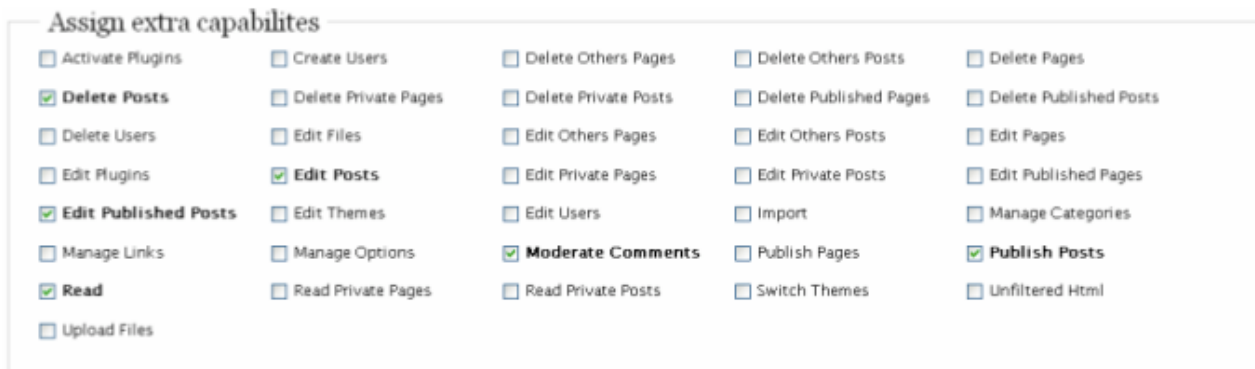 Assign extra capabilites
Activate Plugins Create Users Delete Others Pages Delete Others Posts Delete Pages
Delete Posts Delete Private Pages Delete Private Posts Delete Published Pages Delete Published Posts
Delete Users Edit Files Edit Others Pages Edit Others Posts Edit Pages
Edit Plugins Edit Posts Edit Private Pages Edit Private Posts Edit Published Pages
Edit Published Posts Edit Themes Edit Users Import Manage Categories
Manage Links Manage Options Moderate Comments Publish Pages Publish Posts
Read Read Private Pages Read Private Posts Switch Themes Unfiltered Html
Upload Files